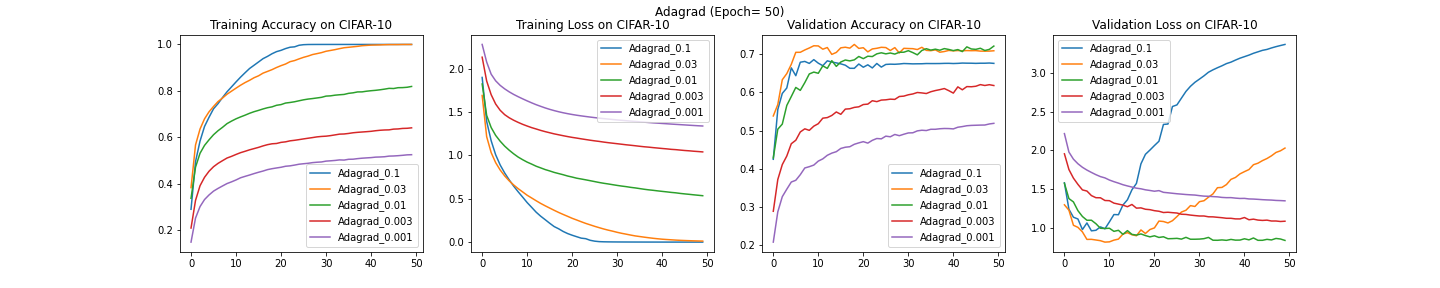 Adagrad (Epoch= 50)
Training Accuracy on CIFAR-10
1.0
0.8
0.6
0.4
0.2
0 10 20 30 40 50
Adagrad_0.1
Adagrad_0.03
Adagrad_0.01
Adagrad_0.003
Adagrad_0.001
Training Loss on CIFAR-10
2.0
1.5
1.0
0.5
0.0
0 10 20 30 40 50
Adagrad_0.1
Adagrad_0.03
Adagrad_0.01
Adagrad_0.003
Adagrad_0.001
Validation Accuracy on CIFAR-10
0.7
0.6
0.5
0.4
0.3
0.2
0 10 20 30 40 50
Adagrad_0.1
Adagrad_0.03
Adagrad_0.01
Adagrad_0.003
Adagrad_0.001
Validation Loss on CIFAR-10
3.0
2.5
2.0
1.5
1.0
0 10 20 30 40 50
Adagrad_0.1
Adagrad_0.03
Adagrad_0.01
Adagrad_0.003
Adagrad_0.001